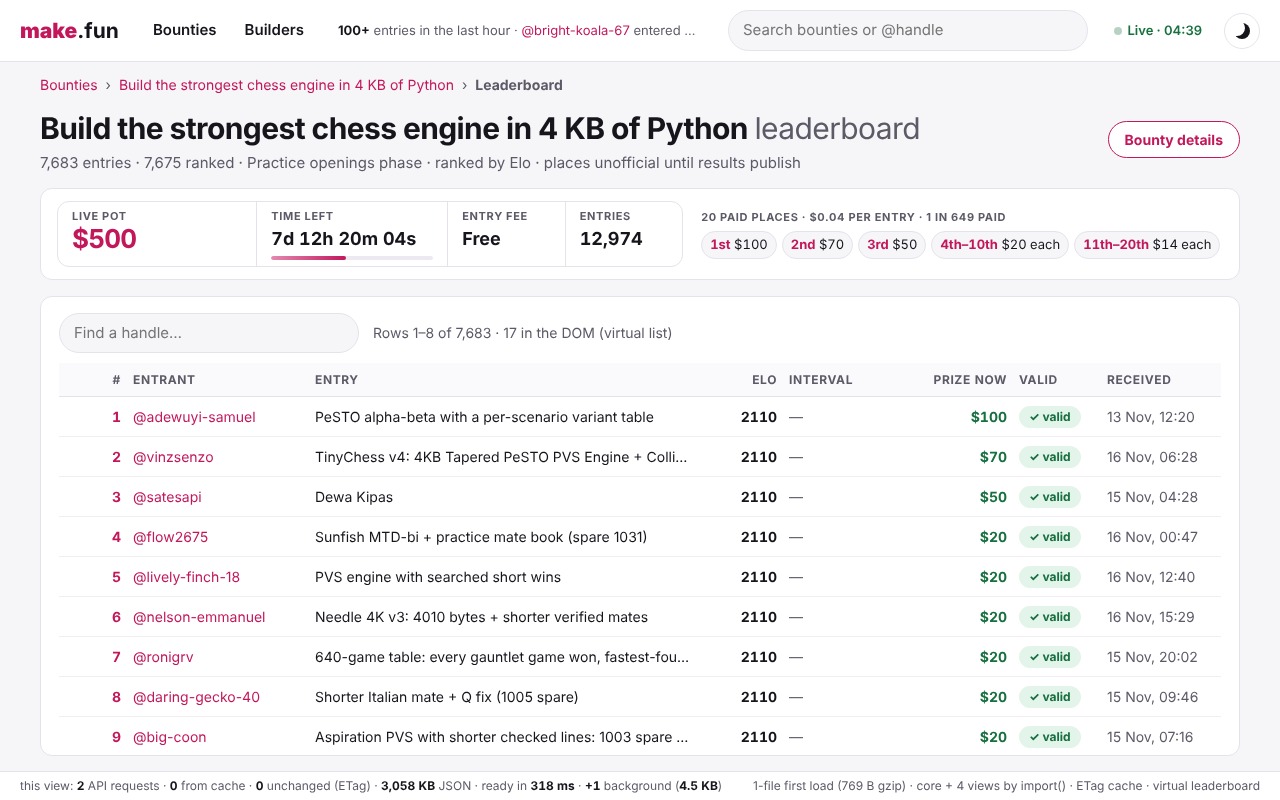 make.fun Bounties Builders 100+ entries in the last hour · @bright-koala-67 entered ... Search bounties or @handle Live · 04:39
Bounties › Build the strongest chess engine in 4 KB of Python › Leaderboard
Build the strongest chess engine in 4 KB of Python leaderboard
Bounty details
7,683 entries · 7,675 ranked · Practice openings phase · ranked by Elo · places unofficial until results publish
LIVE POT TIME LEFT ENTRY FEE ENTRIES 20 PAID PLACES · $0.04 PER ENTRY · 1 IN 649 PAID
$500 7d 12h 20m 04s Free 12,974 1st $100 2nd $70 3rd $50 4th–10th $20 each 11th–20th $14 each
Find a handle... Rows 1–8 of 7,683 · 17 in the DOM (virtual list)
# ENTRANT ENTRY ELO INTERVAL PRIZE NOW VALID RECEIVED
1 @adewuyi-samuel PeSTO alpha-beta with a per-scenario variant table 2110 — $100 ✓ valid 13 Nov, 12:20
2 @vinzsenzo TinyChess v4: 4KB Tapered PeSTO PVS Engine + Colli... 2110 — $70 ✓ valid 16 Nov, 06:28
3 @satesapi Dewa Kipas 2110 — $50 ✓ valid 15 Nov, 04:28
4 @flow2675 Sunfish MTD-bi + practice mate book (spare 1031) 2110 — $20 ✓ valid 16 Nov, 00:47
5 @lively-finch-18 PVS engine with searched short wins 2110 — $20 ✓ valid 16 Nov, 12:40
6 @nelson-emmanuel Needle 4K v3: 4010 bytes + shorter verified mates 2110 — $20 ✓ valid 16 Nov, 15:29
7 @ronigrv 640-game table: every gauntlet game won, fastest-fou... 2110 — $20 ✓ valid 15 Nov, 20:02
8 @daring-gecko-40 Shorter Italian mate + Q fix (1005 spare) 2110 — $20 ✓ valid 15 Nov, 09:46
9 @big-coon Aspiration PVS with shorter checked lines: 1003 spare ... 2110 — $20 ✓ valid 15 Nov, 07:16
this view: 2 API requests · 0 from cache · 0 unchanged (ETag) · 3,058 KB JSON · ready in 318 ms · +1 background (4.5 KB) 1-file first load (769 B gzip) · core + 4 views by import() · ETag cache · virtual leaderboard